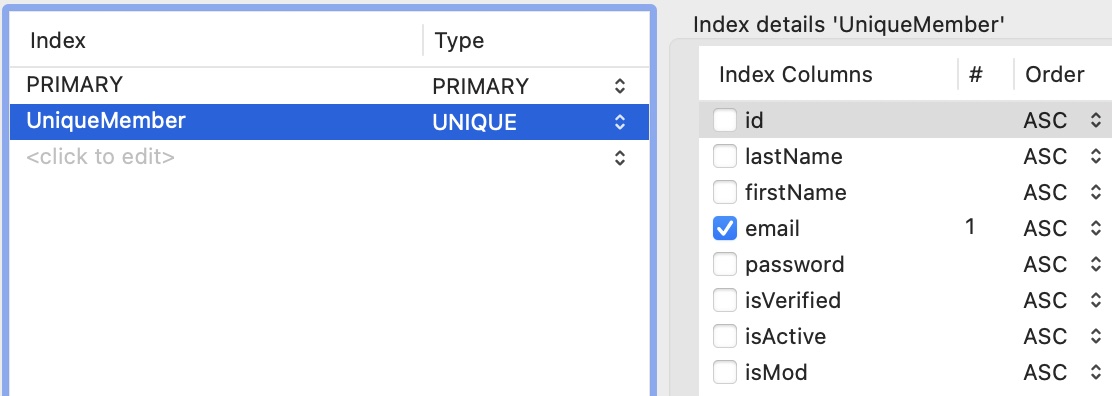 Index Type
PRIMARY PRIMARY
UniqueMember UNIQUE
<click to edit>
Index details 'UniqueMember'
Index Columns # Order
id ASC
lastName ASC
firstName ASC
email 1 ASC
password ASC
isVerified ASC
isActive ASC
isMod ASC